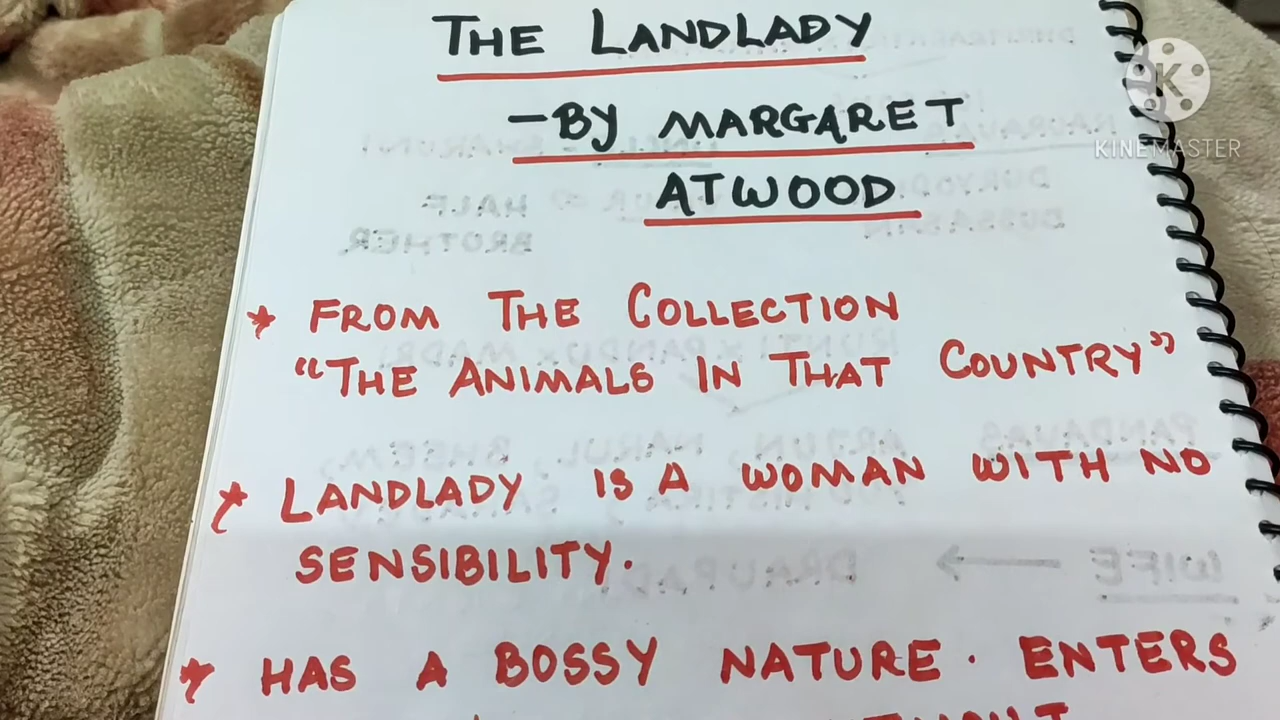 THE LANDLADY
-BY MARGARET
ATWOOD
KINEMASTER
* FROM THE COLLECTION
"THE ANIMALS IN THAT COUNTRY"
* LANDLADY IS A WOMAN WITH NO
SENSIBILITY.
* HAS A BOSSY NATURE. ENTERS